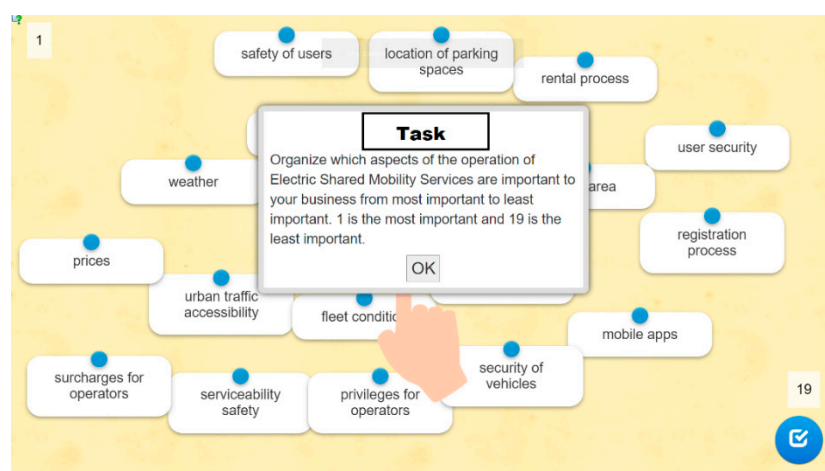 1
safety of users
location of parking
spaces
rental process
Task
Organize which aspects of the operation of
Electric Shared Mobility Services are important to
your business from most important to least
important. 1 is the most important and 19 is the
least important.
OK
user security
weather
area
registration
process
prices
urban traffic
accessibility
fleet
mobile apps
surcharges for
operators
serviceability
safety
privileges for
operators
security of
vehicles
19